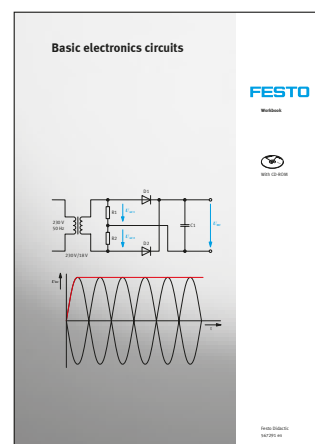 Basic electronics circuits
FESTO
Workbook
With CD-ROM
D1
R1
230 V
50 Hz
C1
R2
D2
230 V/18 V
t
Festo Didactic
567291 en